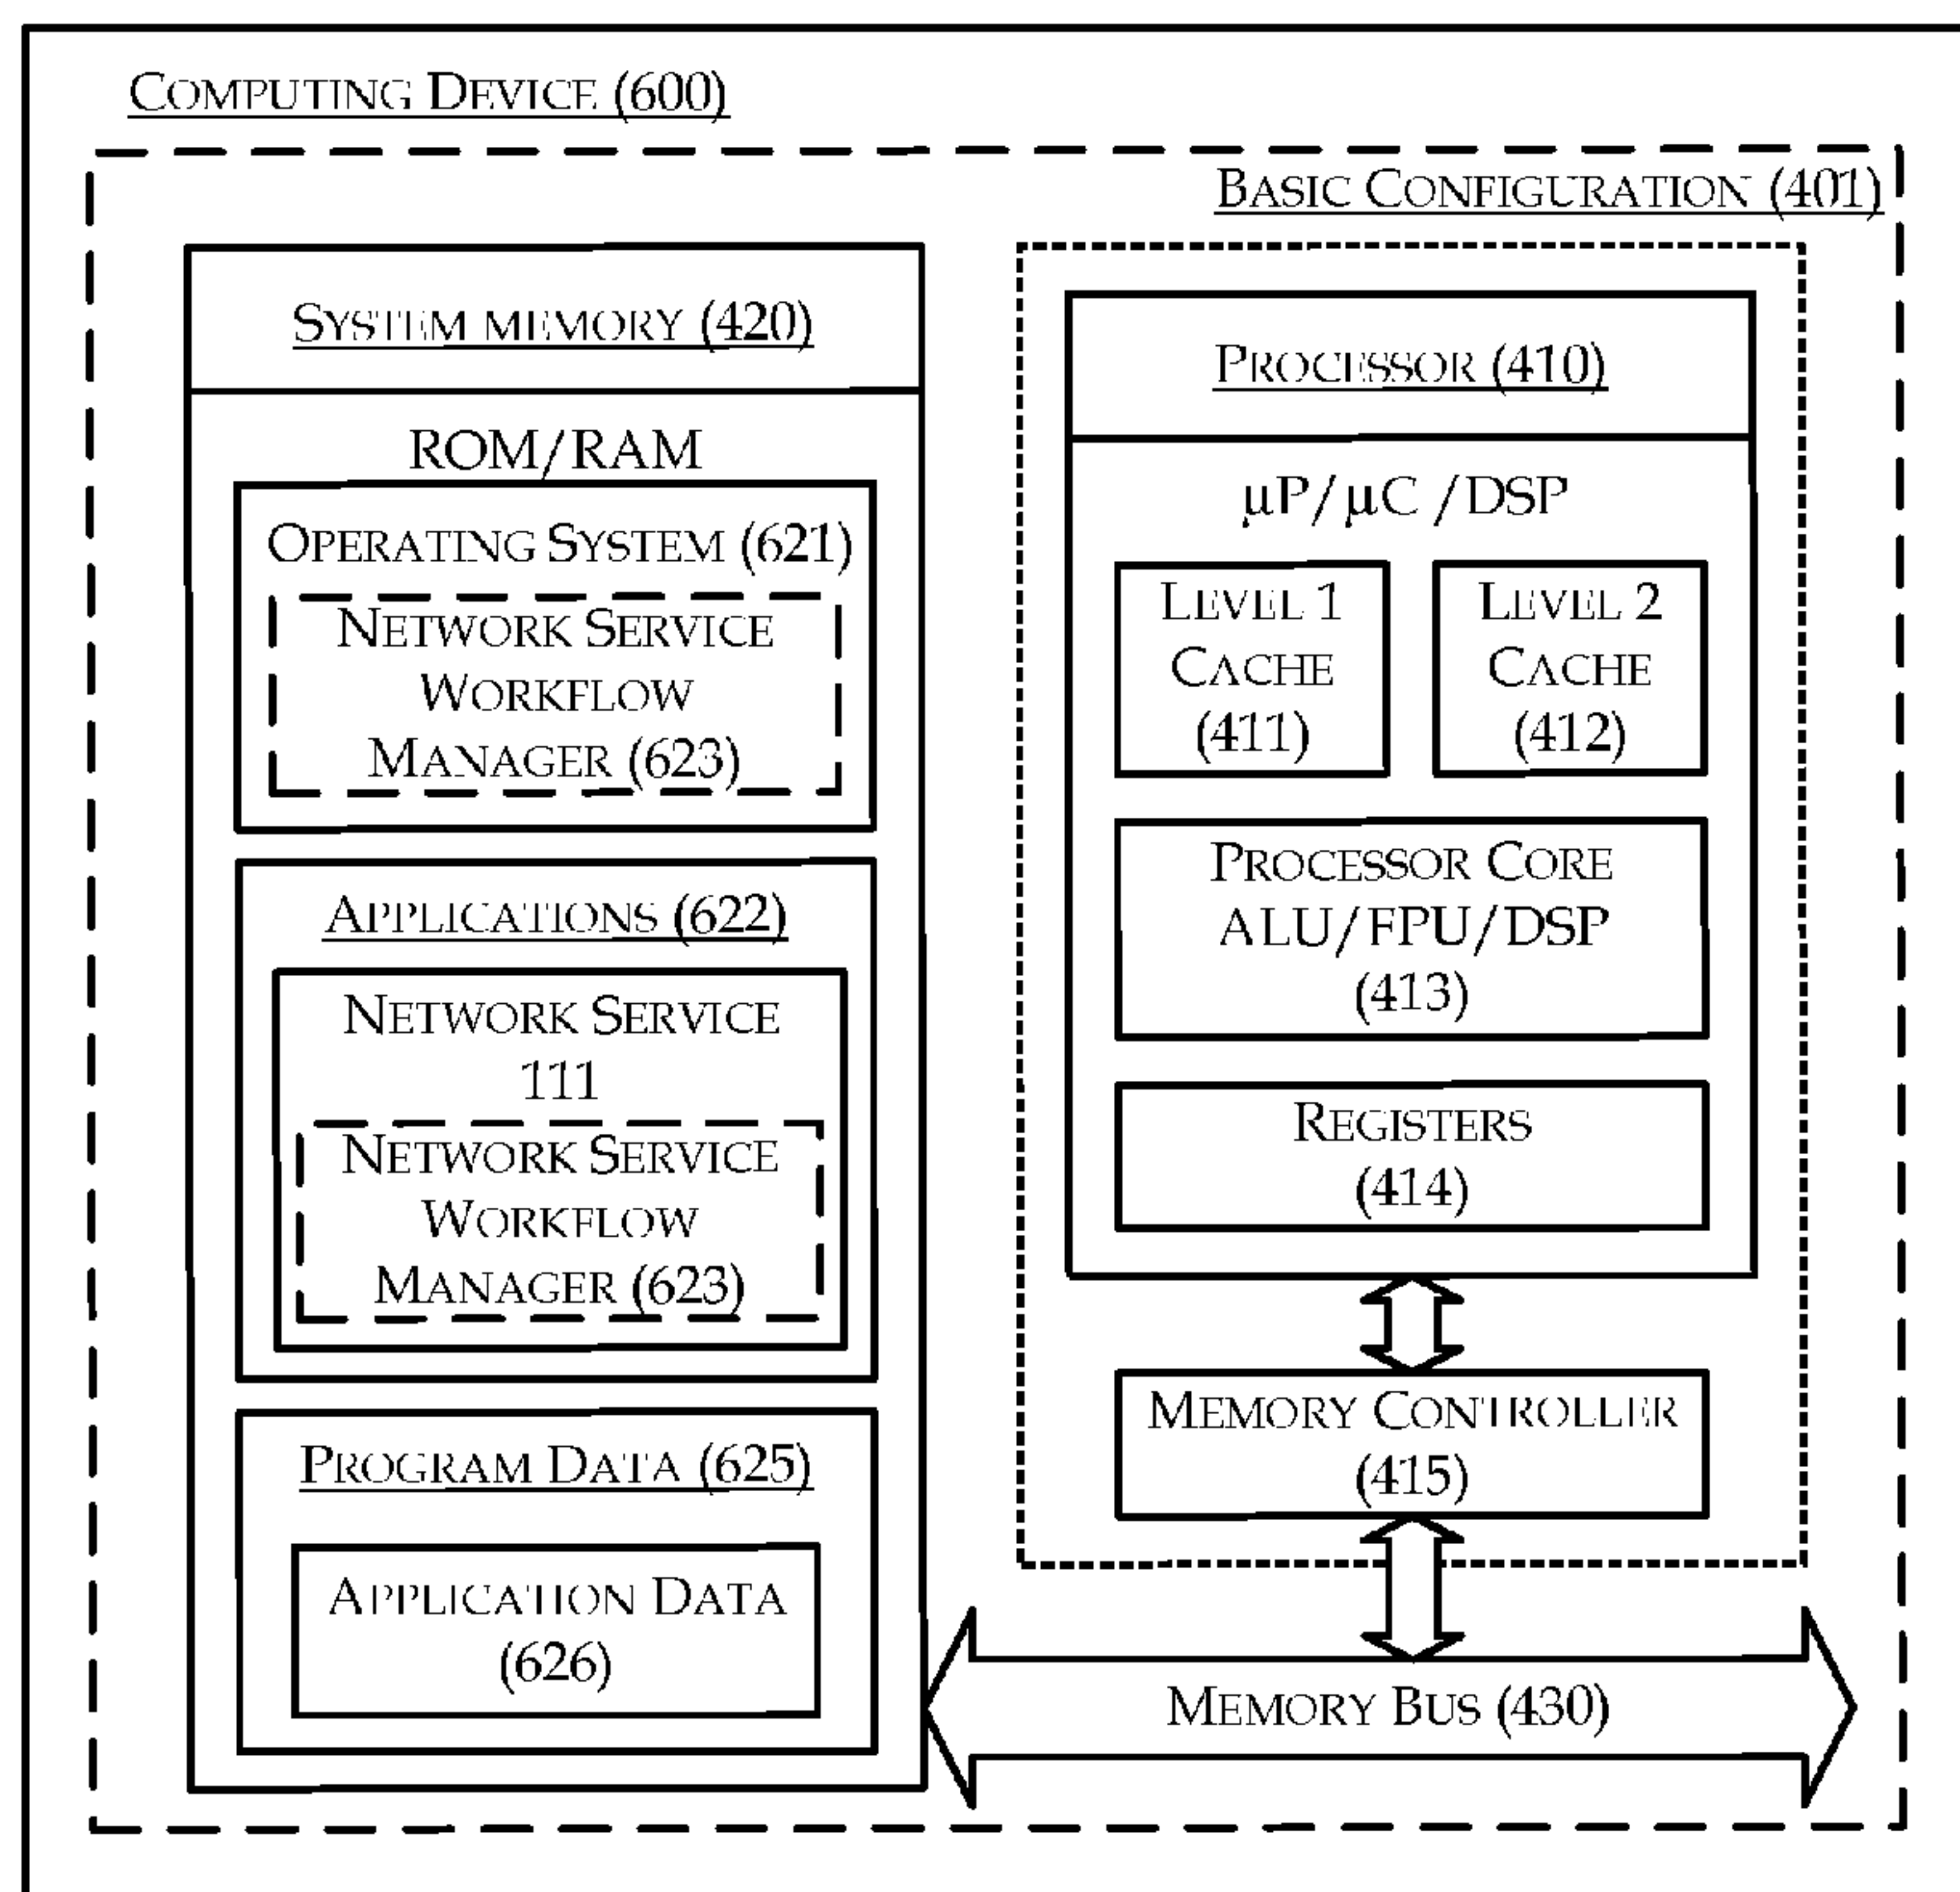 COMPUTING DEVICE (600)
BASIC CONFIGURATION (401)
SYSTEM MEMORY (420)
ROM/RAM
OPERATING SYSTEM (621)
NETWORK SERVICE
WORKFLOW
MANAGER (623)
APPLICATIONS (622)
NETWORK SERVICE
111
NETWORK SERVICE
WORKFLOW
MANAGER (623)
PROGRAM DATA (625)
APPLICATION DATA
(626)
PROCESSOR (410)
µP/µC /DSP
LEVEL 1
CACHE
(411)
LEVEL 2
CACHE
(412)
PROCESSOR CORE
ALU/FPU/DSP
(413)
REGISTERS
(414)
MEMORY CONTROLLER
(415)
MEMORY BUS (430)